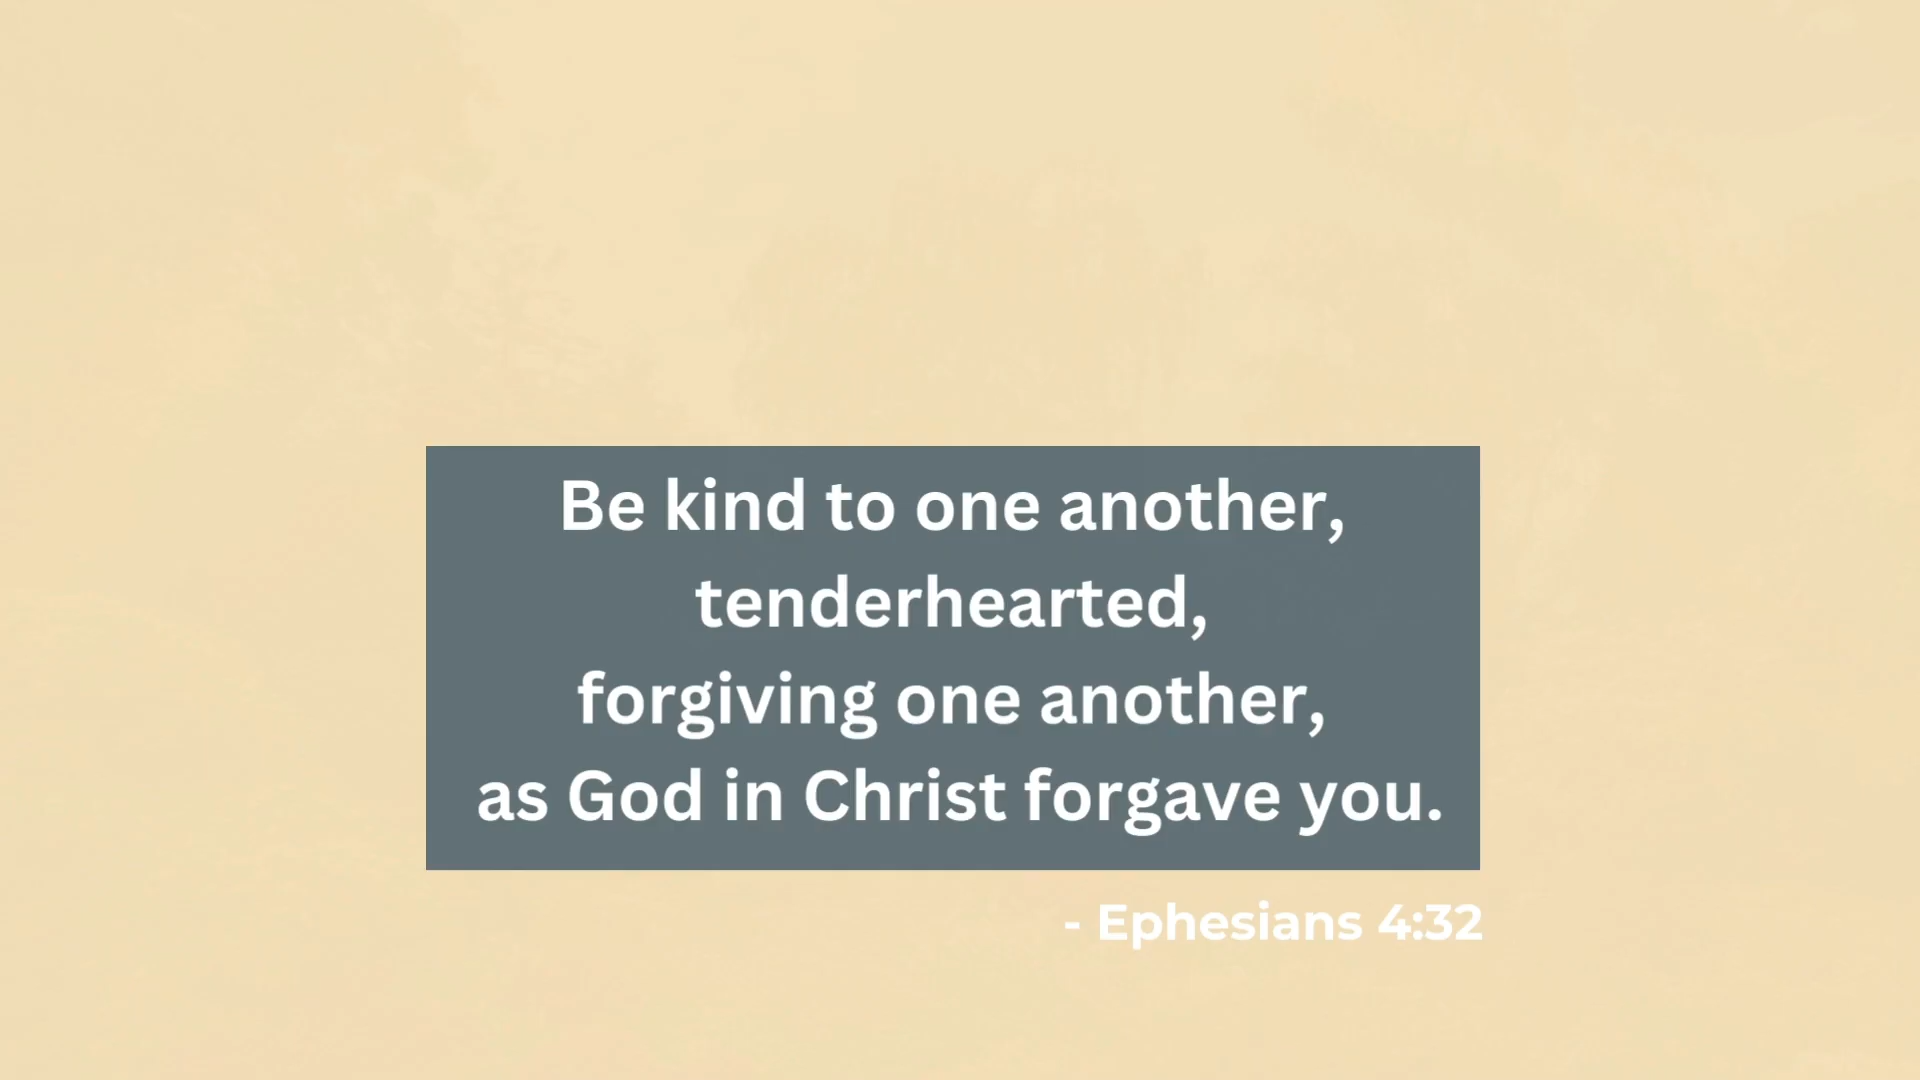 Be kind to one another,
tenderhearted,
forgiving one another,
as God in Christ forgave you.
- Ephesians 4:32